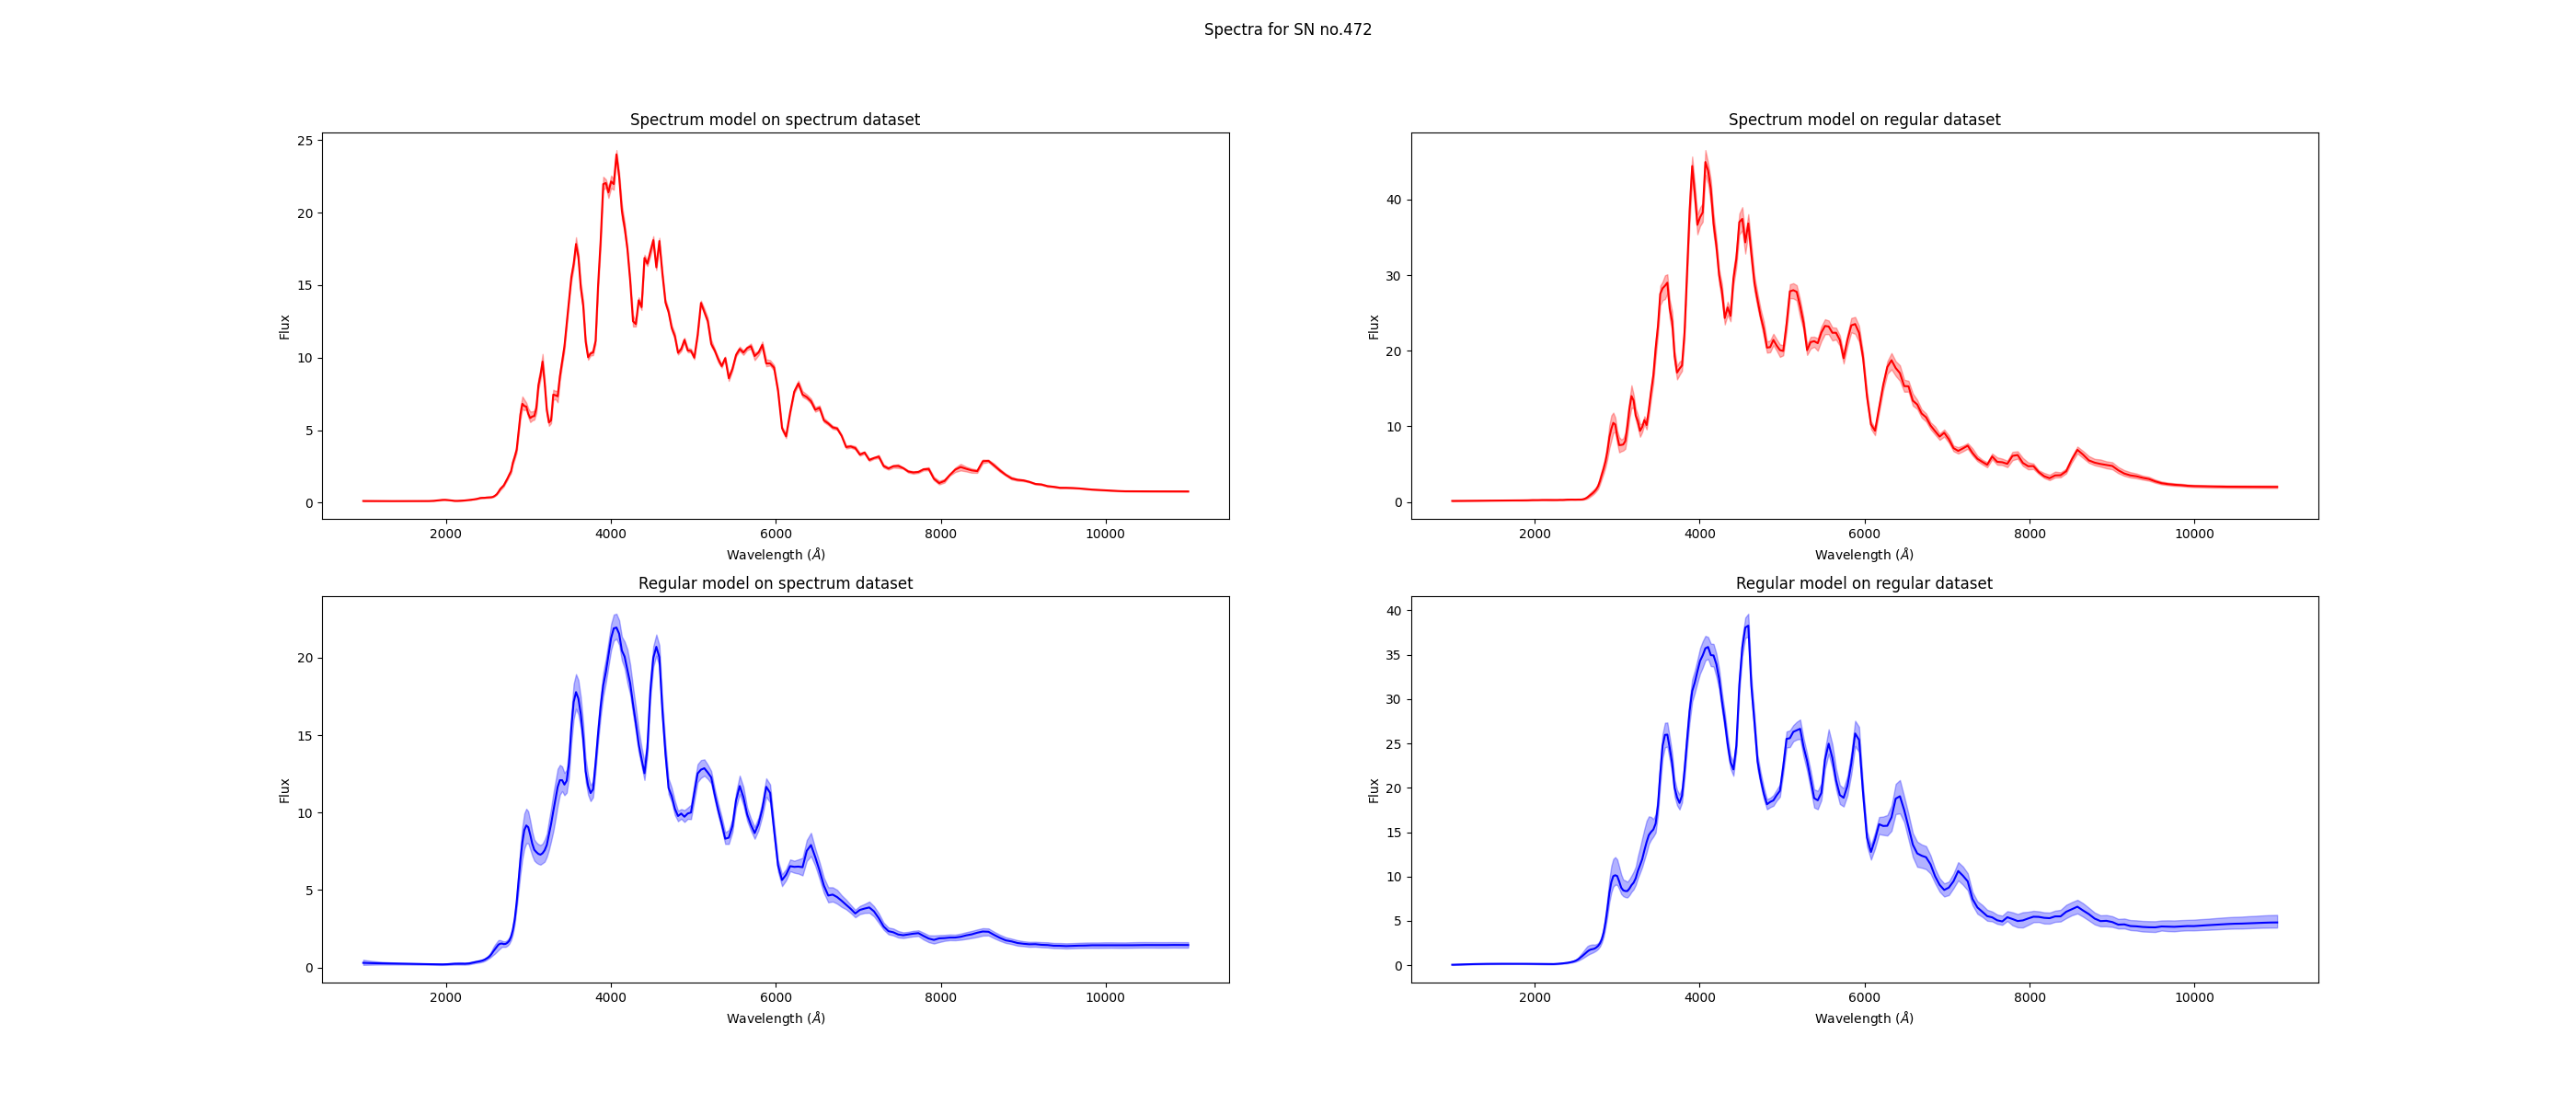 Spectra for SN no.472
Spectrum model on spectrum dataset
25
20
15
10
5
0
Flux
2000 4000 6000 8000 10000
Wavelength (Å)
Spectrum model on regular dataset
40
30
20
10
0
Flux
2000 4000 6000 8000 10000
Wavelength (Å)
Regular model on spectrum dataset
20
15
10
5
0
Flux
2000 4000 6000 8000 10000
Wavelength (Å)
Regular model on regular dataset
40
35
30
25
20
15
10
5
0
Flux
2000 4000 6000 8000 10000
Wavelength (Å)